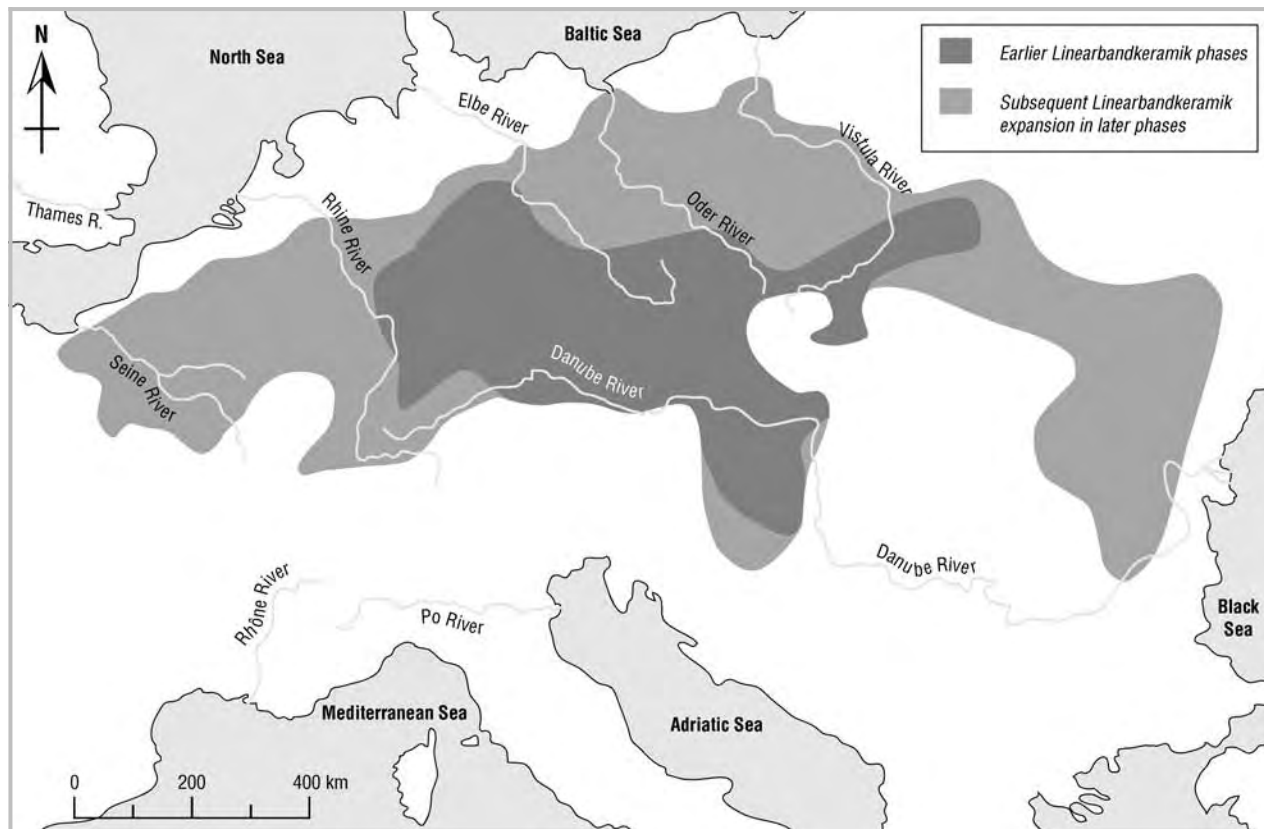 N
North Sea
Baltic Sea
Earlier Linearbandkeramik phases
Subsequent Linearbandkeramik
expansion in later phases
Elbe River
Vistula River
Thames R.
Rhine River
Oder River
Danube River
Seine River
Danube River
Rhône River
Po River
Black
Sea
Mediterranean Sea
Adriatic Sea
0 200 400 km